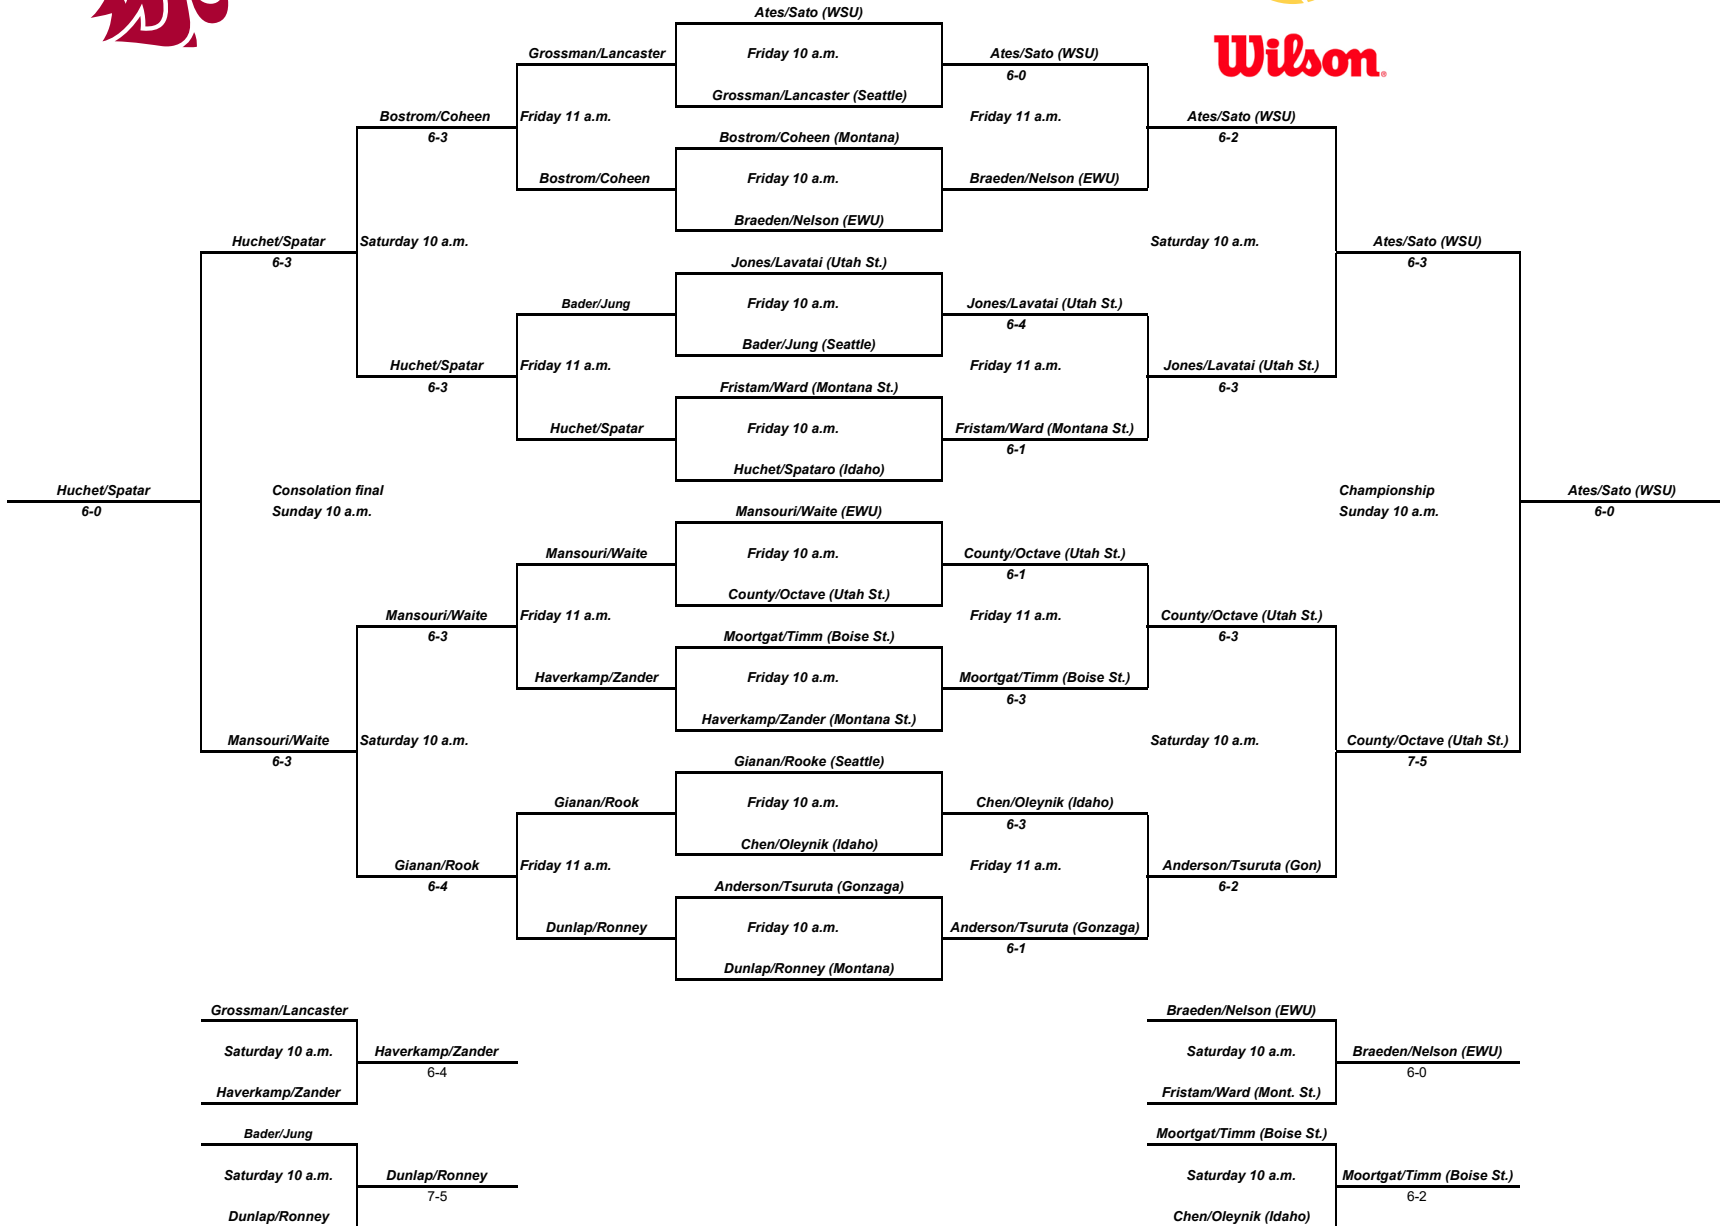 Ates/Sato (WSU)
Grossman/Lancaster Friday 10 a.m. Ates/Sato (WSU)
Wilson
6-0
Grossman/Lancaster (Seattle)
Bostrom/Coheen Friday 11 a.m. Friday 11 a.m. Ates/Sato (WSU)
6-3 Bostrom/Coheen (Montana) 6-2
Bostrom/Coheen Friday 10 a.m. Braeden/Nelson (EWU)
Braeden/Nelson (EWU)
Huchet/Spatar Saturday 10 a.m. Saturday 10 a.m. Ates/Sato (WSU)
6-3 Jones/Lavatai (Utah St.) 6-3
Bader/Jung Friday 10 a.m. Jones/Lavatai (Utah St.)
6-4
Bader/Jung (Seattle)
Huchet/Spatar Friday 11 a.m. Friday 11 a.m. Jones/Lavatai (Utah St.)
6-3 Fristam/Ward (Montana St.) 6-3
Huchet/Spatar Friday 10 a.m. Fristam/Ward (Montana St.)
6-1
Huchet/Spataro (Idaho)
Huchet/Spatar Consolation final Championship Ates/Sato (WSU)
6-0 Sunday 10 a.m. Mansouri/Waite (EWU) Sunday 10 a.m. 6-0
Mansouri/Waite Friday 10 a.m. County/Octave (Utah St.)
6-1
County/Octave (Utah St.)
Mansouri/Waite Friday 11 a.m. Friday 11 a.m. County/Octave (Utah St.)
6-3 Moortgat/Timm (Boise St.) 6-3
Haverkamp/Zander Friday 10 a.m. Moortgat/Timm (Boise St.)
6-3
Haverkamp/Zander (Montana St.)
Mansouri/Waite Saturday 10 a.m. Saturday 10 a.m. County/Octave (Utah St.)
6-3 Gianan/Rooke (Seattle) 7-5
Gianan/Rook Friday 10 a.m. Chen/Oleynik (Idaho)
6-3
Chen/Oleynik (Idaho)
Gianan/Rook Friday 11 a.m. Friday 11 a.m. Anderson/Tsuruta (Gon)
6-4 Anderson/Tsuruta (Gonzaga) 6-2
Dunlap/Ronney Friday 10 a.m. Anderson/Tsuruta (Gonzaga)
6-1
Dunlap/Ronney (Montana)
Grossman/Lancaster Braeden/Nelson (EWU)
Saturday 10 a.m. Haverkamp/Zander Saturday 10 a.m. Braeden/Nelson (EWU)
6-4 6-0
Haverkamp/Zander Fristam/Ward (Mont. St.)
Bader/Jung Moortgat/Timm (Boise St.)
Saturday 10 a.m. Dunlap/Ronney Saturday 10 a.m. Moortgat/Timm (Boise St.)
7-5 6-2
Dunlap/Ronney Chen/Oleynik (Idaho)